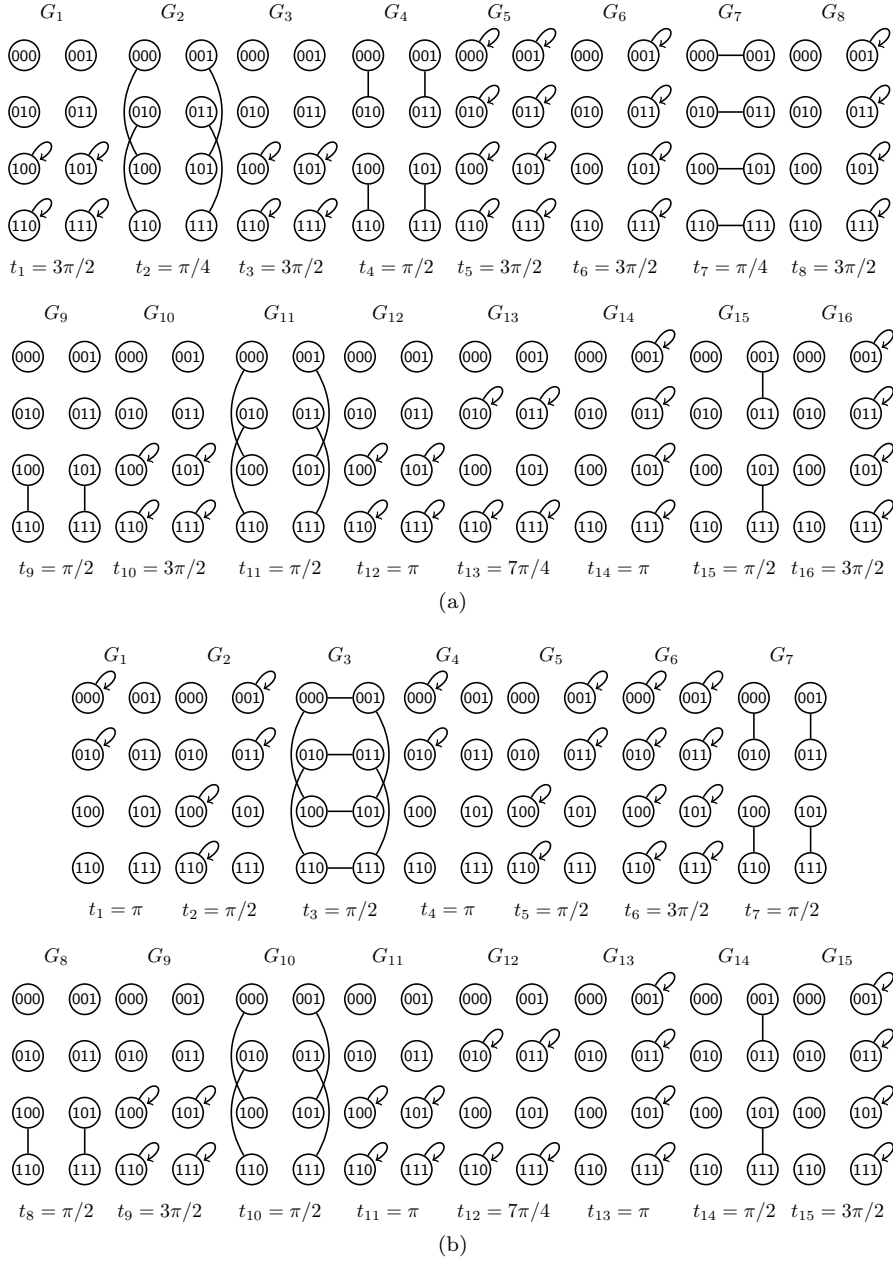 G₁ G₂ G₃ G₄ G₅ G₆ G₇ G₈
000 001 000 001 000 001 000 001 000 001 000 001 000 001 000 001
010 011 010 011 010 011 010 011 010 011 010 011 010 011 010 011
100 101 100 101 100 101 100 101 100 101 100 101 100 101 100 101
110 111 110 111 110 111 110 111 110 111 110 111 110 111 110 111
t₁ = 3π/2 t₂ = π/4 t₃ = 3π/2 t₄ = π/2 t₅ = 3π/2 t₆ = 3π/2 t₇ = π/4 t₈ = 3π/2
G₉ G₁₀ G₁₁ G₁₂ G₁₃ G₁₄ G₁₅ G₁₆
000 001 000 001 000 001 000 001 000 001 000 001 000 001 000 001
010 011 010 011 010 011 010 011 010 011 010 011 010 011 010 011
100 101 100 101 100 101 100 101 100 101 100 101 100 101 100 101
110 111 110 111 110 111 110 111 110 111 110 111 110 111 110 111
t₉ = π/2 t₁₀ = 3π/2 t₁₁ = π/2 t₁₂ = π t₁₃ = 7π/4 t₁₄ = π t₁₅ = π/2 t₁₆ = 3π/2
(a)
G₁ G₂ G₃ G₄ G₅ G₆ G₇
000 001 000 001 000 001 000 001 000 001 000 001 000 001
010 011 010 011 010 011 010 011 010 011 010 011 010 011
100 101 100 101 100 101 100 101 100 101 100 101 100 101
110 111 110 111 110 111 110 111 110 111 110 111 110 111
t₁ = π t₂ = π/2 t₃ = π/2 t₄ = π t₅ = π/2 t₆ = 3π/2 t₇ = π/2
G₈ G₉ G₁₀ G₁₁ G₁₂ G₁₃ G₁₄ G₁₅
000 001 000 001 000 001 000 001 000 001 000 001 000 001 000 001
010 011 010 011 010 011 010 011 010 011 010 011 010 011 010 011
100 101 100 101 100 101 100 101 100 101 100 101 100 101 100 101
110 111 110 111 110 111 110 111 110 111 110 111 110 111 110 111
t₈ = π/2 t₉ = 3π/2 t₁₀ = π/2 t₁₁ = π t₁₂ = 7π/4 t₁₃ = π t₁₄ = π/2 t₁₅ = 3π/2
(b)